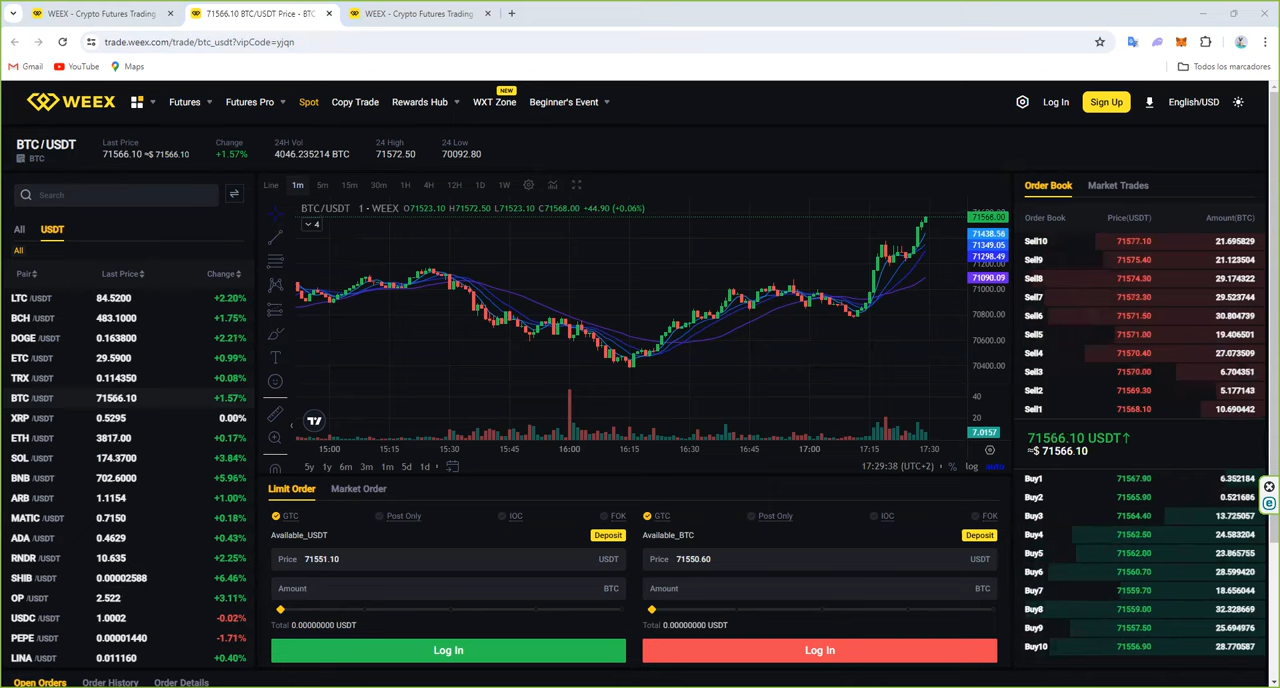 WEEX - Crypto Futures Trading
71566.10 BTC/USDT Price - BTC
WEEX - Crypto Futures Trading
trade.weex.com/trade/btc_usdt?vipCode=yjqn
Gmail YouTube Maps Todos los marcadores
WEEX Futures Futures Pro Spot Copy Trade Rewards Hub WXT Zone NEW Beginner's Event Log In Sign Up English/USD
BTC/USDT
BTC
Last Price
71566.10 ≈$ 71566.10
Change
+1.57%
24H Vol
4046.235214 BTC
24 High
71572.50
24 Low
70092.80
Search
All USDT
All
Pair Last Price Change
LTC /USDT 84.5200 +2.20%
BCH /USDT 483.1000 +1.75%
DOGE /USDT 0.163800 +2.21%
ETC /USDT 29.5900 +0.99%
TRX /USDT 0.114350 +0.08%
BTC /USDT 71566.10 +1.57%
XRP /USDT 0.5295 0.00%
ETH /USDT 3817.00 +0.17%
SOL /USDT 174.3700 +3.84%
BNB /USDT 702.6000 +5.96%
ARB /USDT 1.1154 +1.00%
MATIC /USDT 0.7150 +0.18%
ADA /USDT 0.4629 +0.43%
RNDR /USDT 10.635 +2.25%
SHIB /USDT 0.00002588 +6.46%
OP /USDT 2.522 +3.11%
USDC /USDT 1.0002 -0.02%
PEPE /USDT 0.00001440 -1.71%
LINA /USDT 0.011160 +0.40%
Line 1m 5m 15m 30m 1H 4H 12H 1D 1W
BTC/USDT · 1 · WEEX O71523.10 H71572.50 L71523.10 C71568.00 +44.90 (+0.06%)
4
71568.00
71438.56
71349.05
71298.49
71200.00
71090.09
71000.00
70800.00
70600.00
70400.00
40
20
7.0157
15:00 15:15 15:30 15:45 16:00 16:15 16:30 16:45 17:00 17:15 17:30
5y 1y 6m 3m 1m 5d 1d 17:29:38 (UTC+2) % log auto
Limit Order Market Order
GTC Post Only IOC FOK
Available_USDT Deposit
Price 71551.10 USDT
Amount BTC
Total 0.00000000 USDT
Log In
GTC Post Only IOC FOK
Available_BTC Deposit
Price 71550.60 USDT
Amount BTC
Total 0.00000000 USDT
Log In
Order Book Market Trades
Order Book Price(USDT) Amount(BTC)
Sell10 71577.10 21.695829
Sell9 71575.40 21.123504
Sell8 71574.30 29.174322
Sell7 71573.30 29.523744
Sell6 71571.50 30.804739
Sell5 71571.00 19.406501
Sell4 71570.40 27.073509
Sell3 71570.00 6.704351
Sell2 71569.30 5.177143
Sell1 71568.10 10.690442
71566.10 USDT↑
≈$ 71566.10
Buy1 71567.90 6.352184
Buy2 71565.90 0.521686
Buy3 71564.40 13.725057
Buy4 71562.50 24.583204
Buy5 71562.00 23.865755
Buy6 71560.70 28.599420
Buy7 71559.70 18.656044
Buy8 71559.00 32.328669
Buy9 71557.50 25.694976
Buy10 71556.90 28.770587
Open Orders Order History Order Details